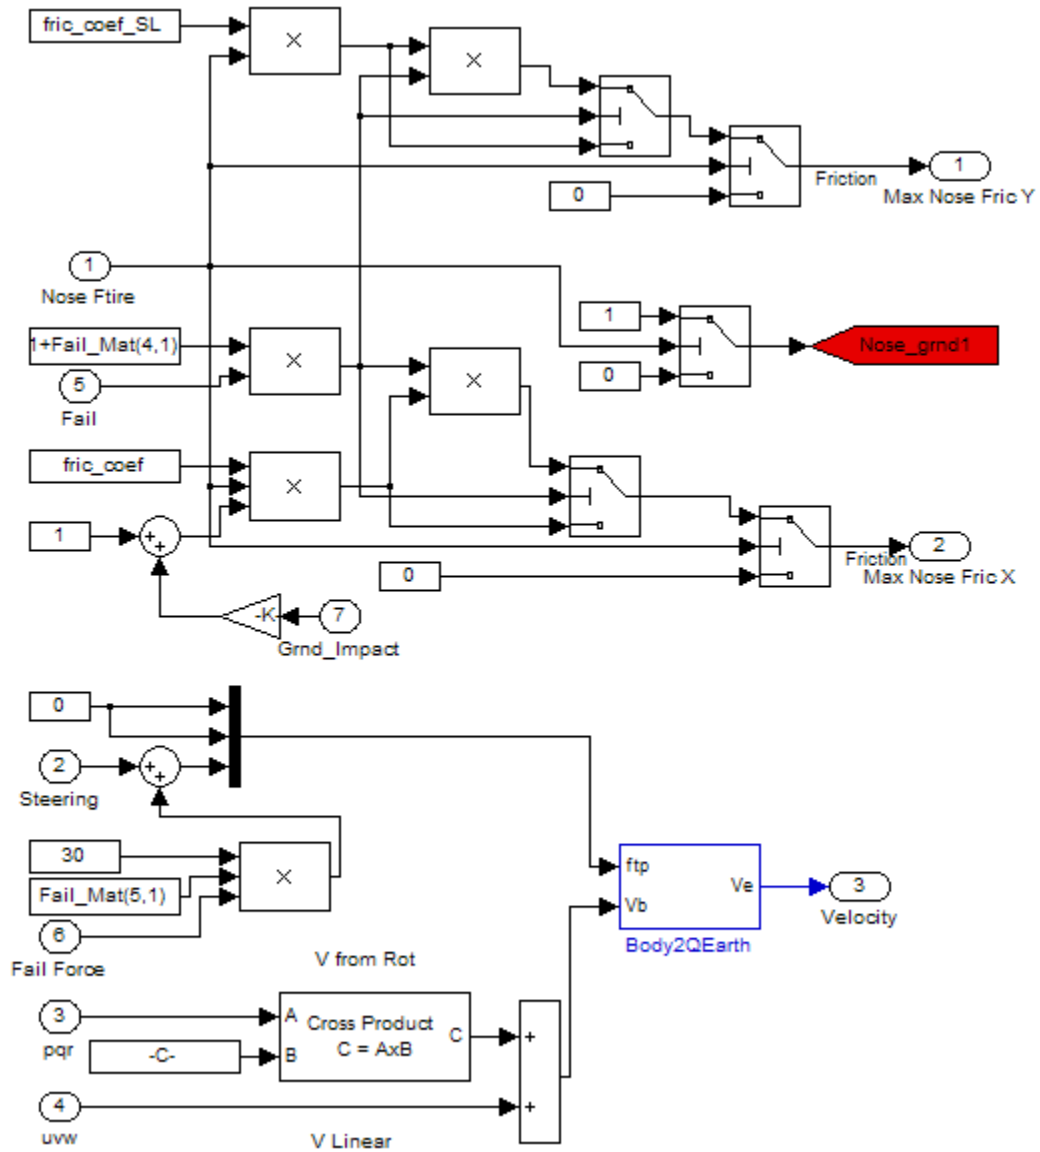 fric_coef_SL
×
×
1
Friction
Max Nose Fric Y
0
1
Nose Ftire
1
Nose_grnd1
0
1+Fail_Mat(4,1)
×
×
5
Fail
fric_coef
×
1
+
+
2
Friction
Max Nose Fric X
0
-K-
7
Grnd_Impact
0
2
+
+
Steering
30
Fail_Mat(5,1)
×
6
Fail Force
ftp
Vb
Ve
3
Velocity
Body2QEarth
V from Rot
3
pqr
A
B
Cross Product
C = AxB
C
-C-
+
+
4
uvw
V Linear